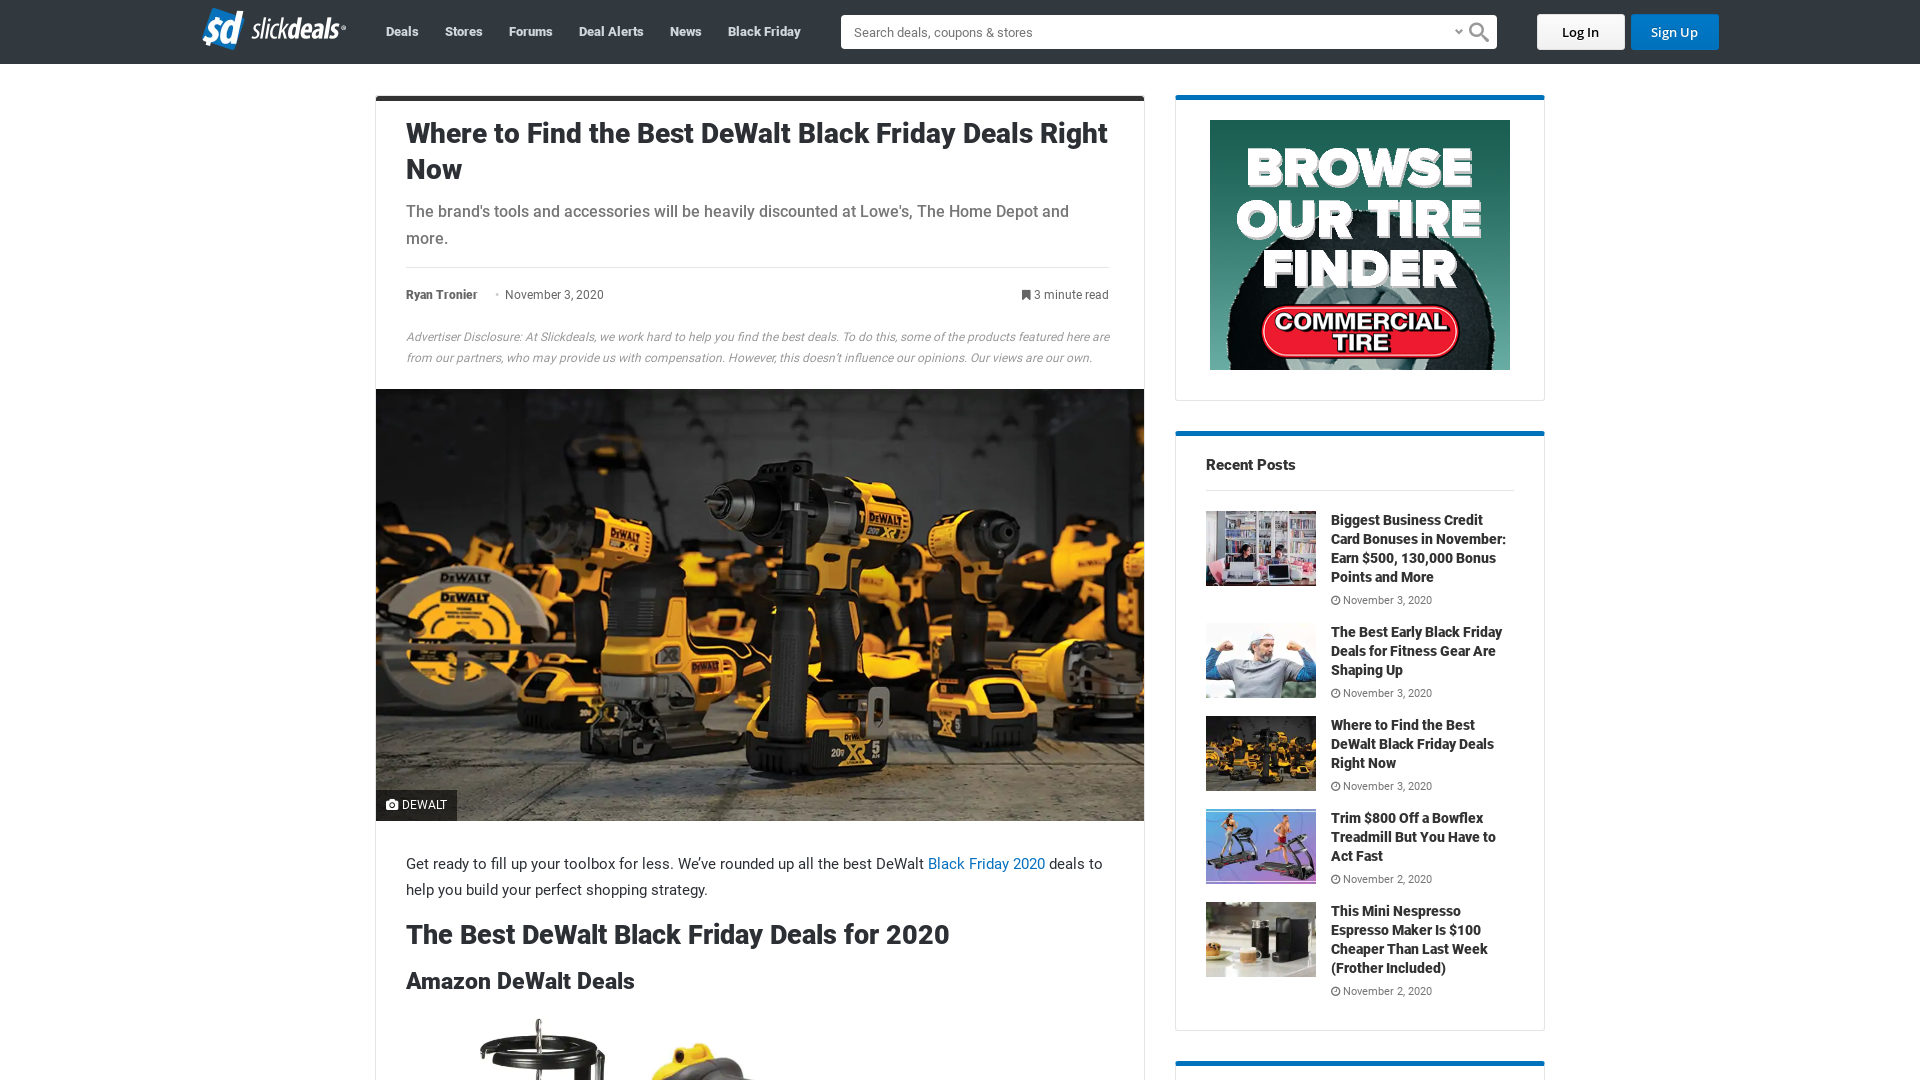 sd slickdeals
Deals
Stores
Forums
Deal Alerts
News
Black Friday
Search deals, coupons & stores
Log In
Sign Up
Where to Find the Best DeWalt Black Friday Deals Right
Now
The brand's tools and accessories will be heavily discounted at Lowe's, The Home Depot and
more.
Ryan Tronier
November 3, 2020
3 minute read
Advertiser Disclosure: At Slickdeals, we work hard to help you find the best deals. To do this, some of the products featured here are
from our partners, who may provide us with compensation. However, this doesn’t influence our opinions. Our views are our own.
DEWALT
DEWALT
DEWALT
DEWALT
DEWALT
20V XR 5
DEWALT
Get ready to fill up your toolbox for less. We’ve rounded up all the best DeWalt Black Friday 2020 deals to
help you build your perfect shopping strategy.
The Best DeWalt Black Friday Deals for 2020
Amazon DeWalt Deals
BROWSE
OUR TIRE
FINDER
COMMERCIAL
TIRE
Recent Posts
Biggest Business Credit
Card Bonuses in November:
Earn $500, 130,000 Bonus
Points and More
November 3, 2020
The Best Early Black Friday
Deals for Fitness Gear Are
Shaping Up
November 3, 2020
Where to Find the Best
DeWalt Black Friday Deals
Right Now
November 3, 2020
Trim $800 Off a Bowflex
Treadmill But You Have to
Act Fast
November 2, 2020
This Mini Nespresso
Espresso Maker Is $100
Cheaper Than Last Week
(Frother Included)
November 2, 2020